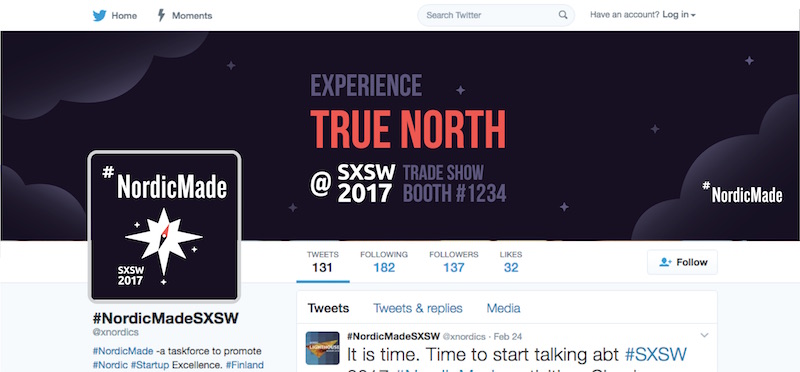 Home
Moments
Search Twitter
Have an account? Log in
EXPERIENCE
TRUE NORTH
@ SXSW 2017 TRADE SHOW BOOTH #1234
#NordicMade
#NordicMade
SXSW
2017
TWEETS FOLLOWING FOLLOWERS LIKES
131 182 137 32
Follow
#NordicMadeSXSW
@xnordics
#NordicMade -a taskforce to promote
#Nordic #Startup Excellence. #Finland
Tweets Tweets & replies Media
LIGHTHOUSE
#NordicMadeSXSW @xnordics · Feb 24
It is time. Time to start talking abt #SXSW